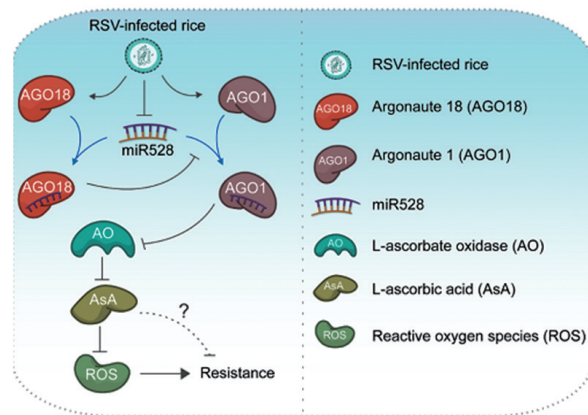 RSV-infected rice
AGO18
AGO1
miR528
AGO18
AGO1
AO
AsA
?
ROS
Resistance
RSV-infected rice
AGO18 Argonaute 18 (AGO18)
AGO1 Argonaute 1 (AGO1)
miR528
AO L-ascorbate oxidase (AO)
AsA L-ascorbic acid (AsA)
ROS Reactive oxygen species (ROS)